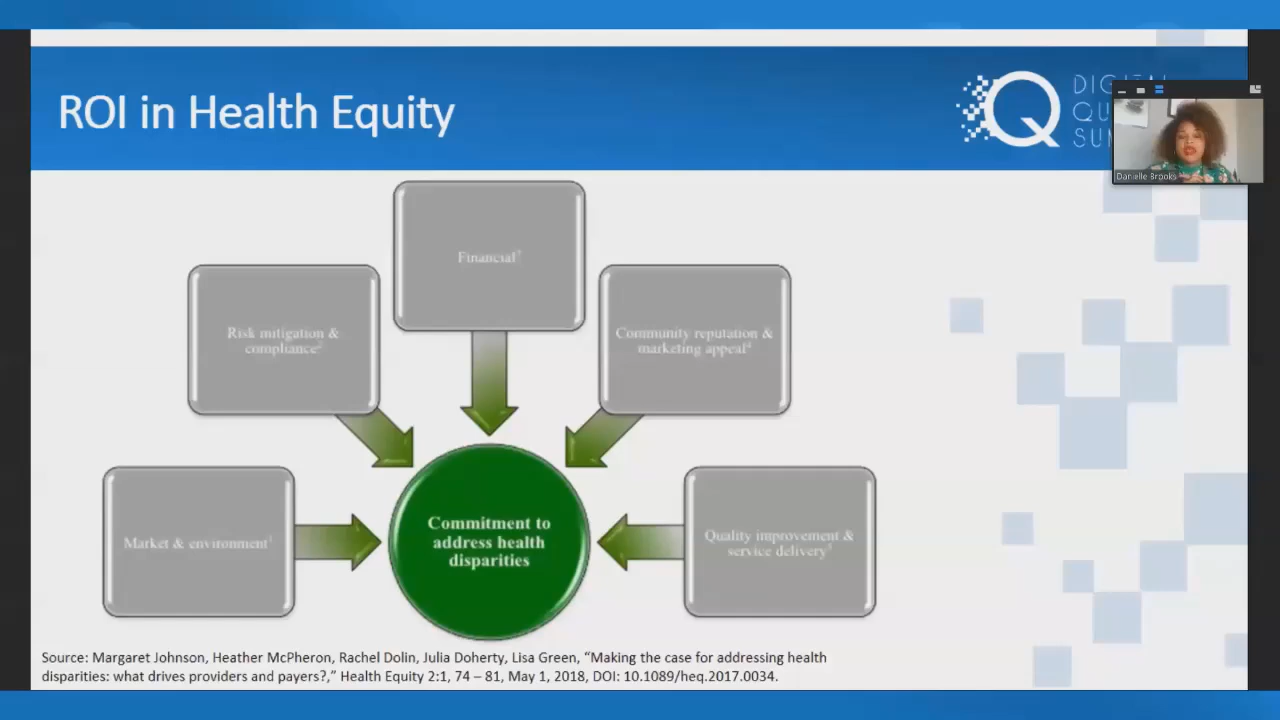 ROI in Health Equity
DIGITAL
QU
SUM
Danielle Brooks
Financial
Risk mitigation &
compliance
Community reputation &
marketing appeal
Market & environment
Commitment to
address health
disparities
Quality improvement &
service delivery
Source: Margaret Johnson, Heather McPheron, Rachel Dolin, Julia Doherty, Lisa Green, “Making the case for addressing health
disparities: what drives providers and payers?,” Health Equity 2:1, 74 – 81, May 1, 2018, DOI: 10.1089/heq.2017.0034.